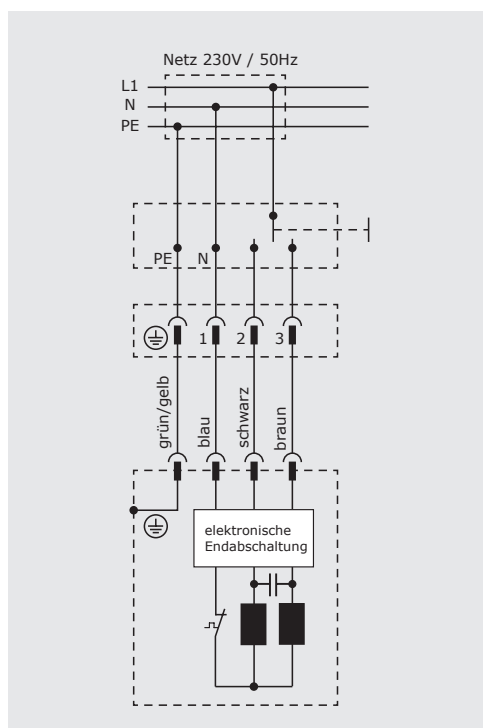 Netz 230V / 50Hz
L1
N
PE
PE N
1 2 3
grün/gelb
blau
schwarz
braun
elektronische
Endabschaltung